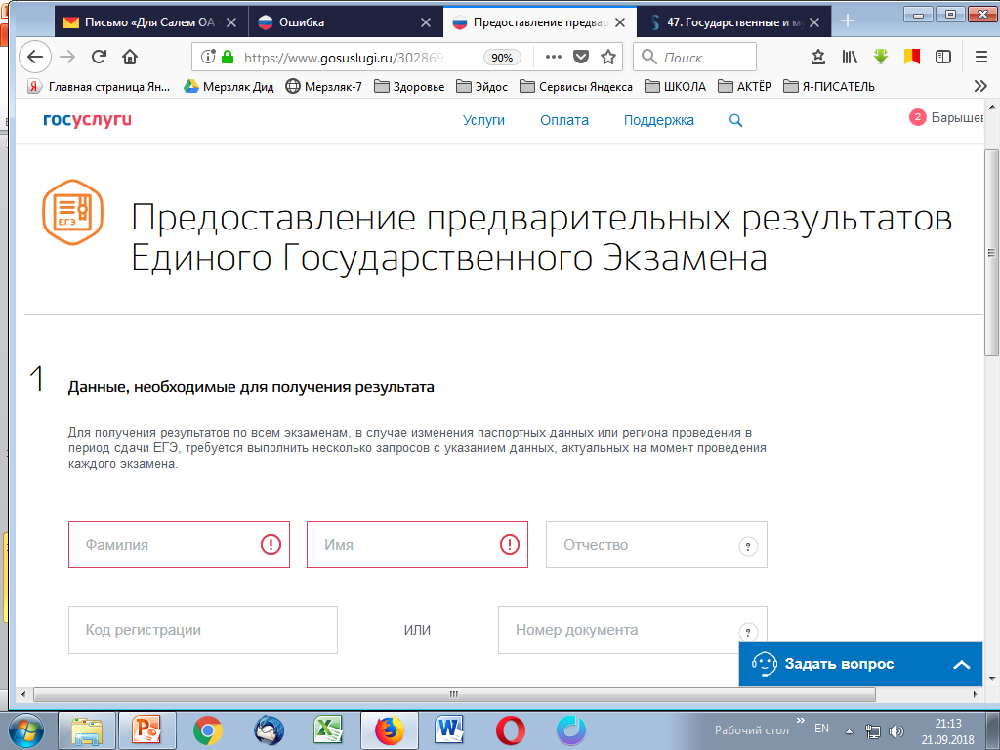 Письмо «Для Салем ОА
Ошибка
Предоставление предвар
47. Государственные и м
https://www.gosuslugi.ru/302869
90%
Поиск
Главная страница Ян...
Мерзляк Дид
Мерзляк-7
Здоровье
Эйдос
Сервисы Яндекса
ШКОЛА
АКТЁР
Я-ПИСАТЕЛЬ
госуслуги
Услуги
Оплата
Поддержка
2
Барышев
ЕГЭ
Предоставление предварительных результатов
Единого Государственного Экзамена
1
Данные, необходимые для получения результата
Для получения результатов по всем экзаменам, в случае изменения паспортных данных или региона проведения в
период сдачи ЕГЭ, требуется выполнить несколько запросов с указанием данных, актуальных на момент проведения
каждого экзамена.
Фамилия
Имя
Отчество
?
Код регистрации
ИЛИ
Номер документа
?
Задать вопрос
Рабочий стол
EN
21:13
21.09.2018